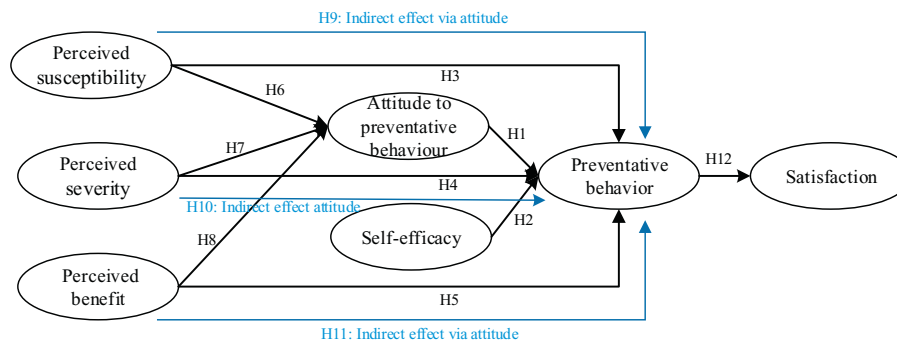 H9: Indirect effect via attitude
Perceived
susceptibility
H3
H6
Attitude to
preventative
behaviour
H1
H7
Perceived
severity
H4
Preventative
behavior
H12
Satisfaction
H10: Indirect effect attitude
H2
Self-efficacy
H8
Perceived
benefit
H5
H11: Indirect effect via attitude